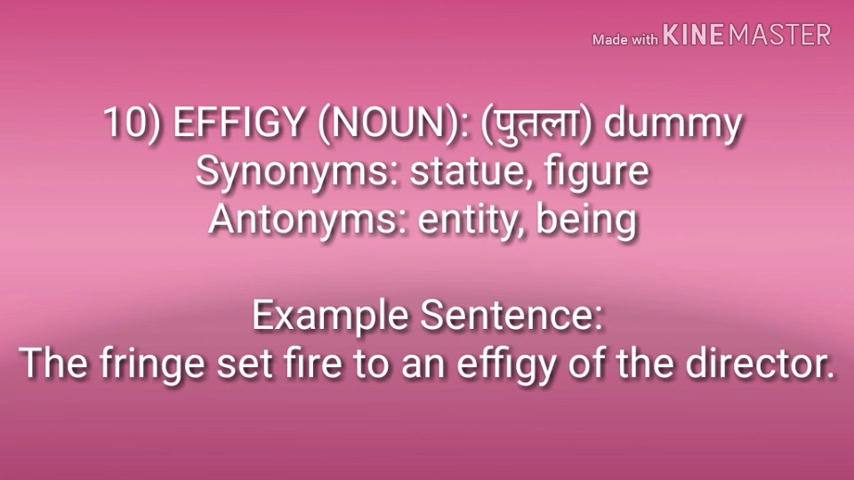 Made with KINEMASTER
10) EFFIGY (NOUN): (पुतला) dummy
Synonyms: statue, figure
Antonyms: entity, being
Example Sentence:
The fringe set fire to an effigy of the director.